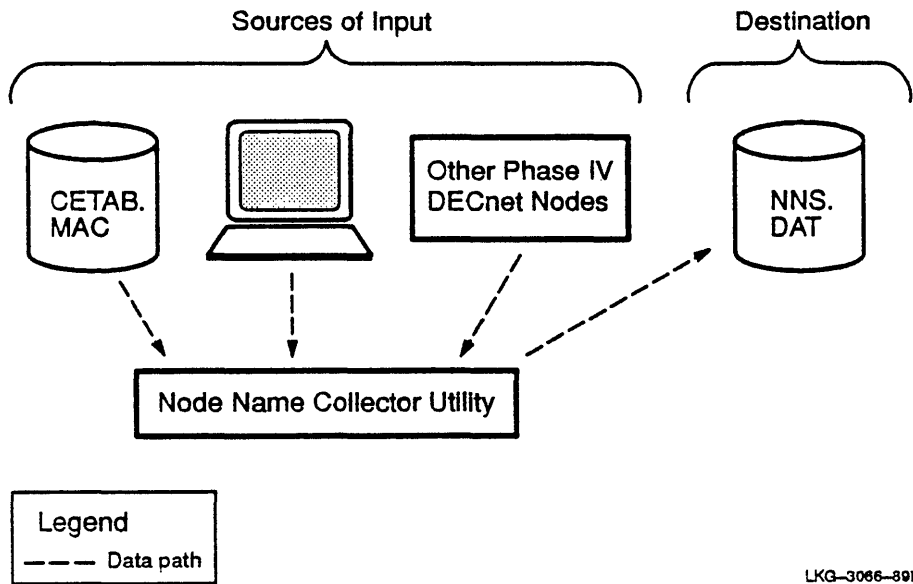 Sources of Input
Destination
CETAB.
MAC
Other Phase IV
DECnet Nodes
NNS.
DAT
Node Name Collector Utility
Legend
Data path
LKG–3066–89I